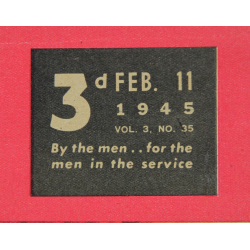 3d FEB. 11
1945
VOL. 3, NO. 35
By the men . . for the
men in the service